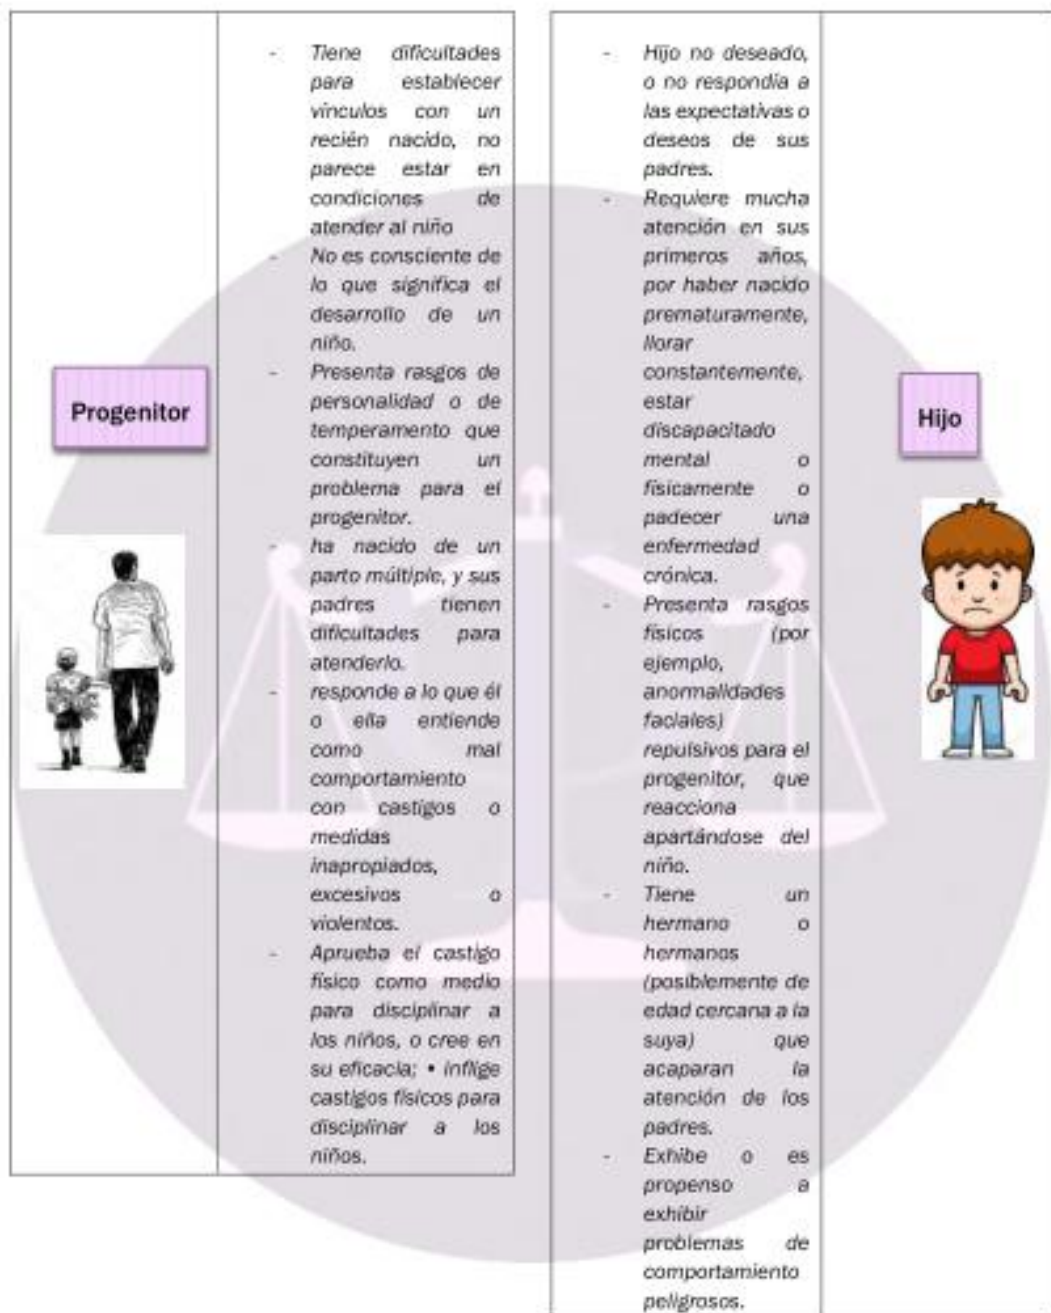 Progenitor
- Tiene dificultades
para establecer
vínculos con un
recién nacido, no
parece estar en
condiciones de
atender al niño
- No es consciente de
lo que significa el
desarrollo de un
niño.
- Presenta rasgos de
personalidad o de
temperamento que
constituyen un
problema para el
progenitor.
- ha nacido de un
parto múltiple, y sus
padres tienen
dificultades para
atenderlo.
- responde a lo que él
o ella entiende
como mal
comportamiento
con castigos o
medidas
inapropiados,
excesivos o
violentos.
- Aprueba el castigo
físico como medio
para disciplinar a
los niños, o cree en
su eficacia; • inflige
castigos físicos para
disciplinar a los
niños.
- Hijo no deseado,
o no respondía a
las expectativas o
deseos de sus
padres.
- Requiere mucha
atención en sus
primeros años,
por haber nacido
prematuramente,
llorar
constantemente,
estar
discapacitado
mental o
físicamente o
padecer una
enfermedad
crónica.
- Presenta rasgos
físicos (por
ejemplo,
anormalidades
faciales)
repulsivos para el
progenitor, que
reacciona
apartándose del
niño.
- Tiene un
hermano o
hermanos
(posiblemente de
edad cercana a la
suya) que
acaparan la
atención de los
padres.
- Exhibe o es
propenso a
exhibir
problemas de
comportamiento
peligrosos.
Hijo